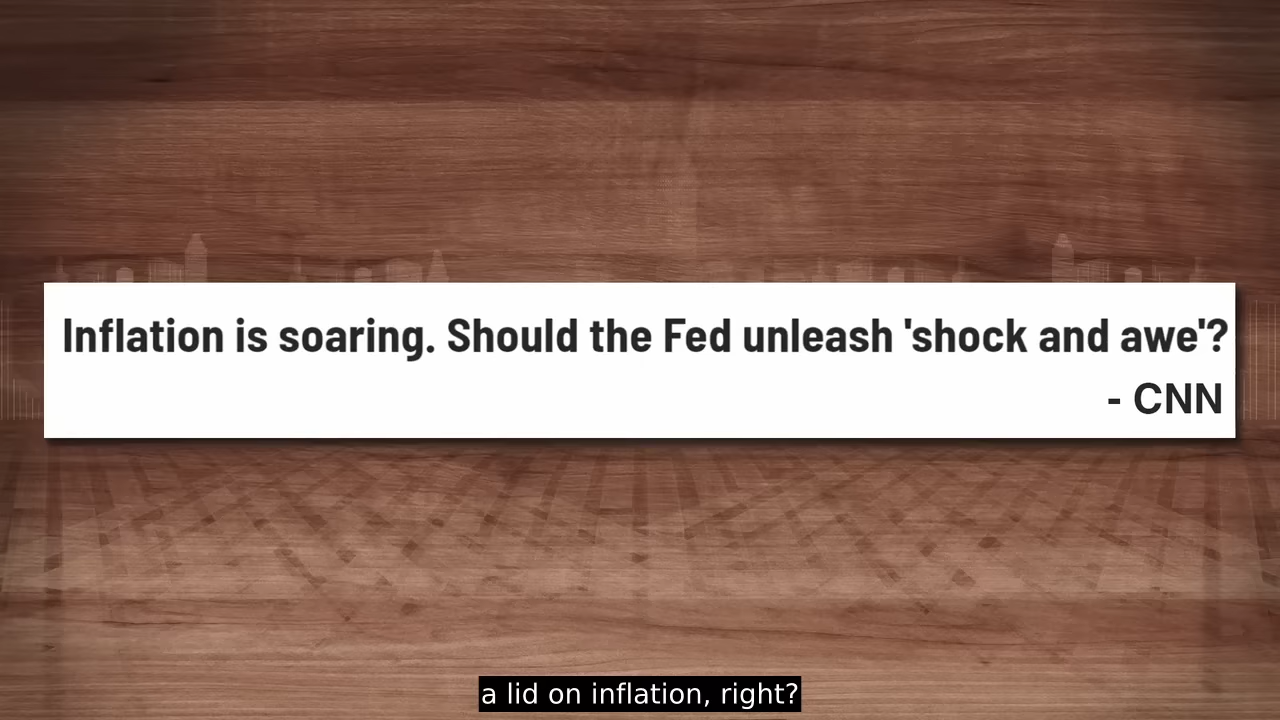 Inflation is soaring. Should the Fed unleash 'shock and awe'?
- CNN
a lid on inflation, right?